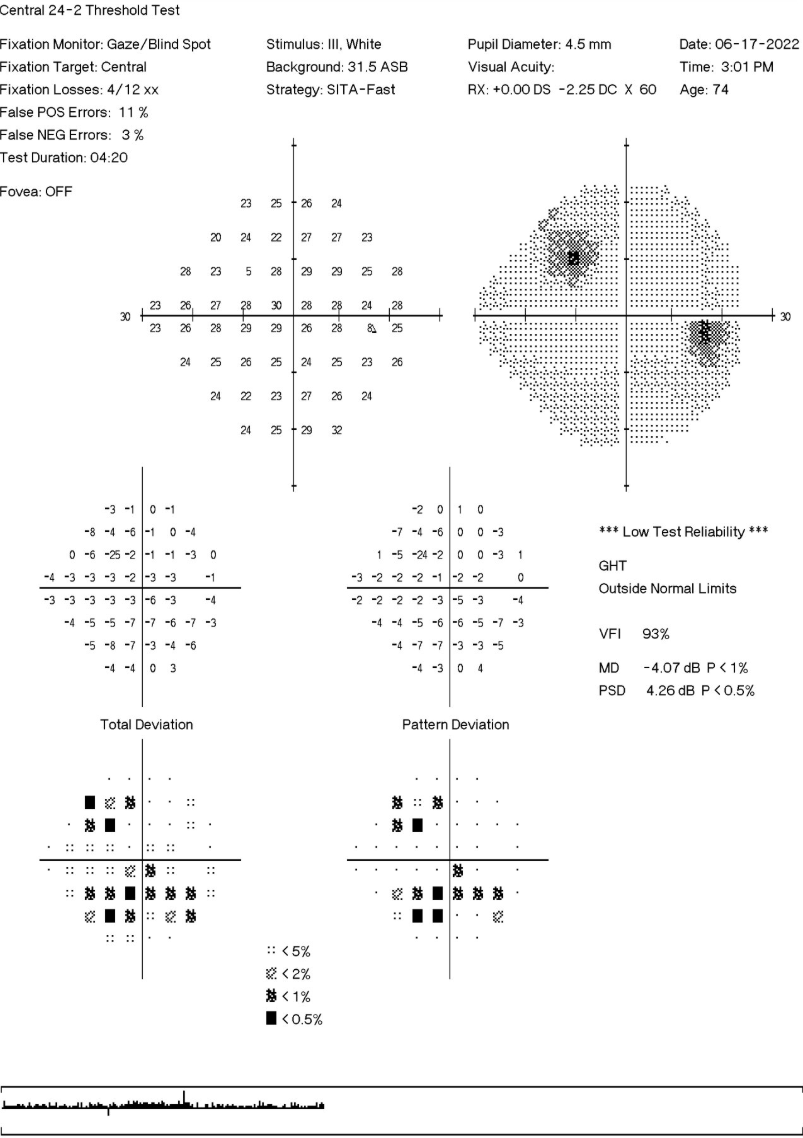 Central 24-2 Threshold Test
Fixation Monitor: Gaze/Blind Spot Stimulus: III, White Pupil Diameter: 4.5 mm Date: 06-17-2022
Fixation Target: Central Background: 31.5 ASB Visual Acuity: Time: 3:01 PM
Fixation Losses: 4/12 xx Strategy: SITA-Fast RX: +0.00 DS -2.25 DC X 60 Age: 74
False POS Errors: 11 %
False NEG Errors: 3 %
Test Duration: 04:20
Fovea: OFF
23 25 26 24
20 24 22 27 27 23
28 23 5 28 29 29 25 28
23 26 27 28 30 28 28 24 28
30 30
23 26 28 29 29 26 28 8 25
24 25 26 25 24 25 23 26
24 22 23 27 26 24
24 25 29 32
-3 -1 0 -1
-8 -4 -6 -1 0 -4
0 -6 -25 -2 -1 -1 -3 0
-4 -3 -3 -3 -2 -3 -3 -1
-3 -3 -3 -3 -3 -6 -3 -4
-4 -5 -5 -7 -7 -6 -7 -3
-5 -8 -7 -3 -4 -6
-4 -4 0 3
Total Deviation
-2 0 1 0
-7 -4 -6 0 0 -3
1 -5 -24 -2 0 0 -3 1
-3 -2 -2 -2 -1 -2 -2 0
-2 -2 -2 -2 -3 -5 -3 -4
-4 -4 -5 -6 -6 -5 -7 -3
-4 -7 -7 -3 -3 -5
-4 -3 0 4
Pattern Deviation
*** Low Test Reliability ***
GHT
Outside Normal Limits
VFI 93%
MD -4.07 dB P < 1%
PSD 4.26 dB P < 0.5%
< 5%
< 2%
< 1%
< 0.5%